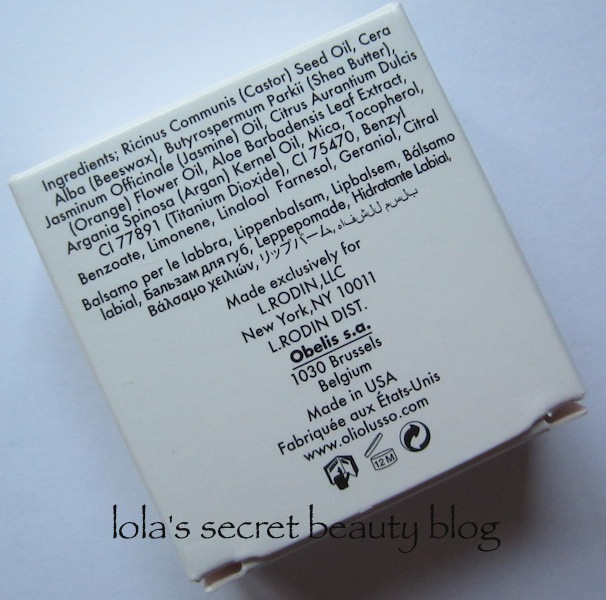 Ingredients; Ricinus Communis (Castor) Seed Oil, Cera
Alba (Beeswax), Butyrospermum Parkii (Shea Butter),
Jasminum Officinale (Jasmine) Oil, Citrus Aurantium Dulcis
(Orange) Flower Oil, Aloe Barbadensis Leaf Extract,
Argania Spinosa (Argan) Kernel Oil, Mica, Tocopherol,
CI 77891 (Titanium Dioxide), CI 75470, Benzyl
Benzoate, Limonene, Linalool Farnesol, Geraniol, Citral
Balsamo per le labbra, Lippenbalsam, Lipbalsem, Bálsamo
labial, Бальзам для губ, Leppepomade, Hidratante Labial,
Βάλσαμο χειλιών, リップバーム, بلسم للشفاه
Made exclusively for
L.RODIN,LLC
New York,NY 10011
L.RODIN DIST.
Obelis s.a.
1030 Brussels
Belgium
Made in USA
Fabriquée aux États-Unis
www.oliolusso.com
12M
lola's secret beauty blog